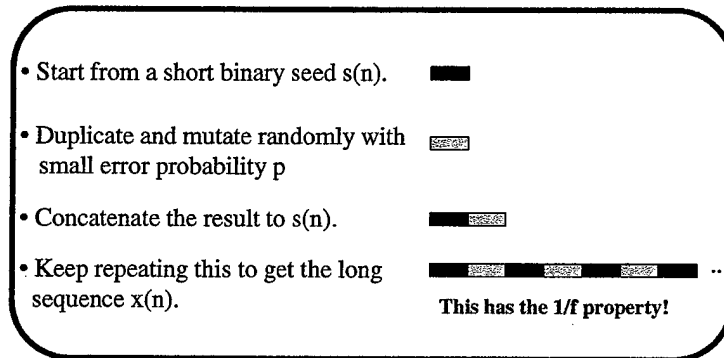 • Start from a short binary seed s(n).
• Duplicate and mutate randomly with
small error probability p
• Concatenate the result to s(n).
• Keep repeating this to get the long
sequence x(n).
..
This has the 1/f property!